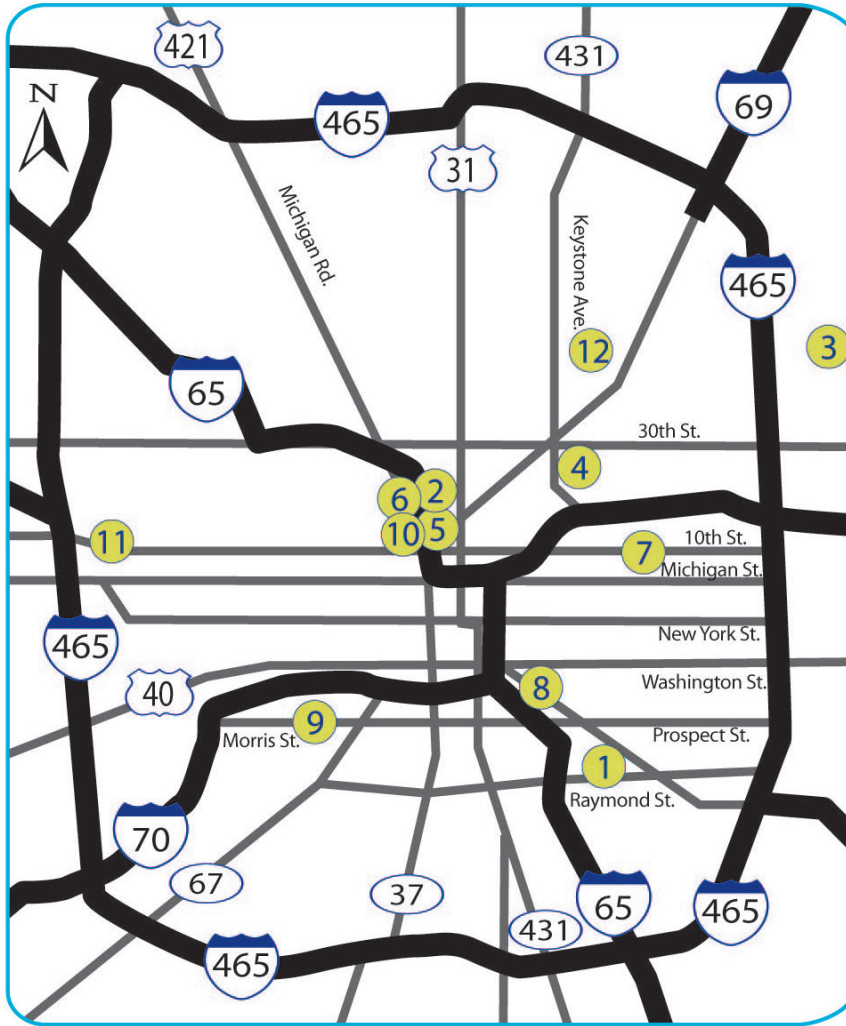 421
431
N
465
69
31
Michigan Rd.
Keystone Ave.
465
12
3
65
30th St.
4
2
6
5
10
11
10th St.
7
Michigan St.
465
New York St.
40
8
Washington St.
9
Morris St.
Prospect St.
1
Raymond St.
70
67
37
65
465
431
465